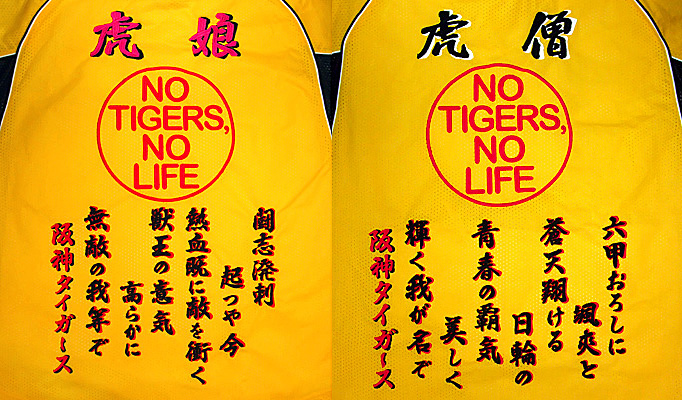 虎娘
NO
TIGERS,
NO
LIFE
闘志溌剌
起つや今
熱血既に敵を衝く
獣王の意気
高らかに
無敵の我等ぞ
阪神タイガース
虎僧
NO
TIGERS,
NO
LIFE
六甲おろしに
颯爽と
蒼天翔ける
日輪の
青春の覇気
美しく
輝く我が名ぞ
阪神タイガース